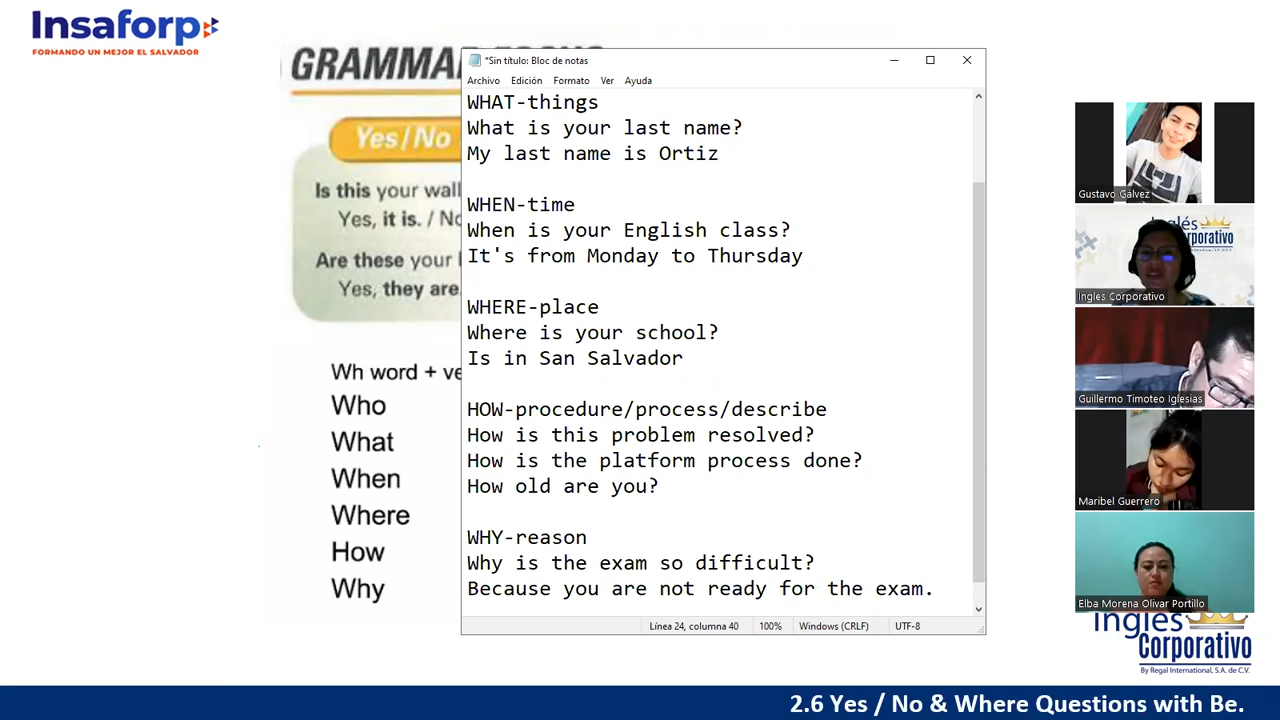 Insaforp
FORMANDO UN MEJOR EL SALVADOR
GRAMMAR
Yes/No
Is this your wall
Yes, it is. / No
Are these your
Yes, they are.
Wh word + ve
Who
What
When
Where
How
Why
*Sin título: Bloc de notas
Archivo Edición Formato Ver Ayuda
WHAT-things
What is your last name?
My last name is Ortiz
WHEN-time
When is your English class?
It's from Monday to Thursday
WHERE-place
Where is your school?
Is in San Salvador
HOW-procedure/process/describe
How is this problem resolved?
How is the platform process done?
How old are you?
WHY-reason
Why is the exam so difficult?
Because you are not ready for the exam.
Línea 24, columna 40 100% Windows (CRLF) UTF-8
Gustavo Gálvez
Inglés
Corporativo
Ingles Corporativo
Guillermo Timoteo Iglesias
Maribel Guerrero
Elba Morena Olivar Portillo
Inglés
Corporativo
By Regal International, S.A. de C.V.
2.6 Yes / No & Where Questions with Be.